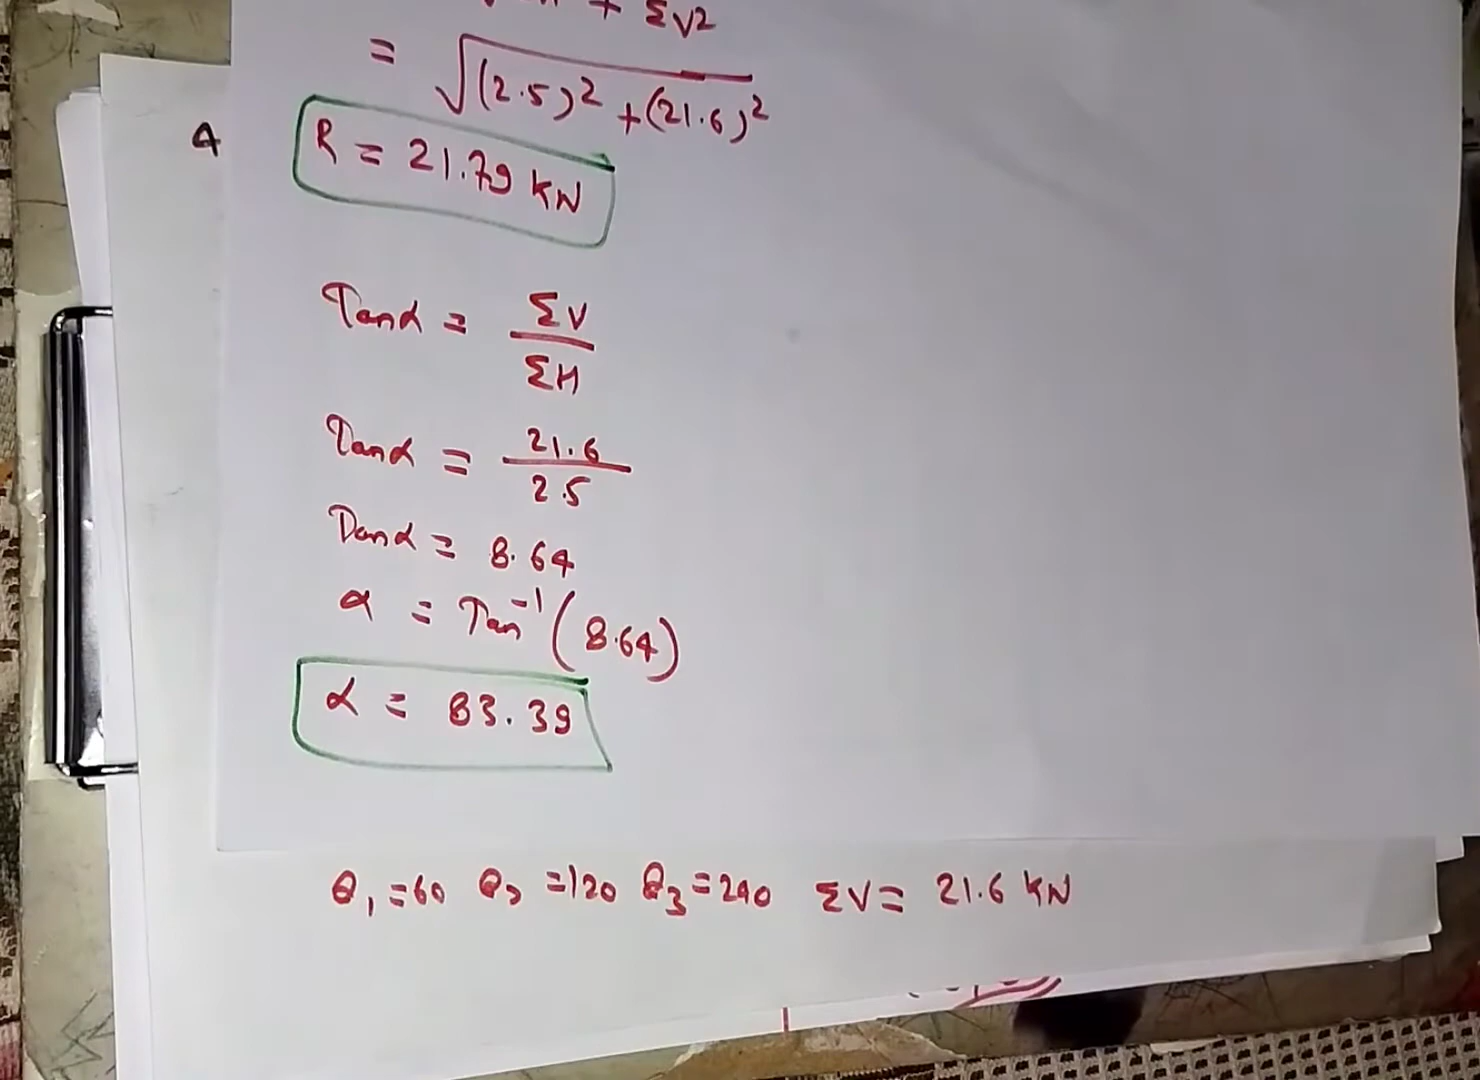 + ΣV2
= √(2.5)² + (21.6)²
4
R = 21.79 KN
Tanα = ΣV/ΣH
Tanα = 21.6/2.5
Tanα = 8.64
α = Tan⁻¹(8.64)
α = 83.39
θ₁=60 θ₂=120 θ₃=240 ΣV= 21.6 KN